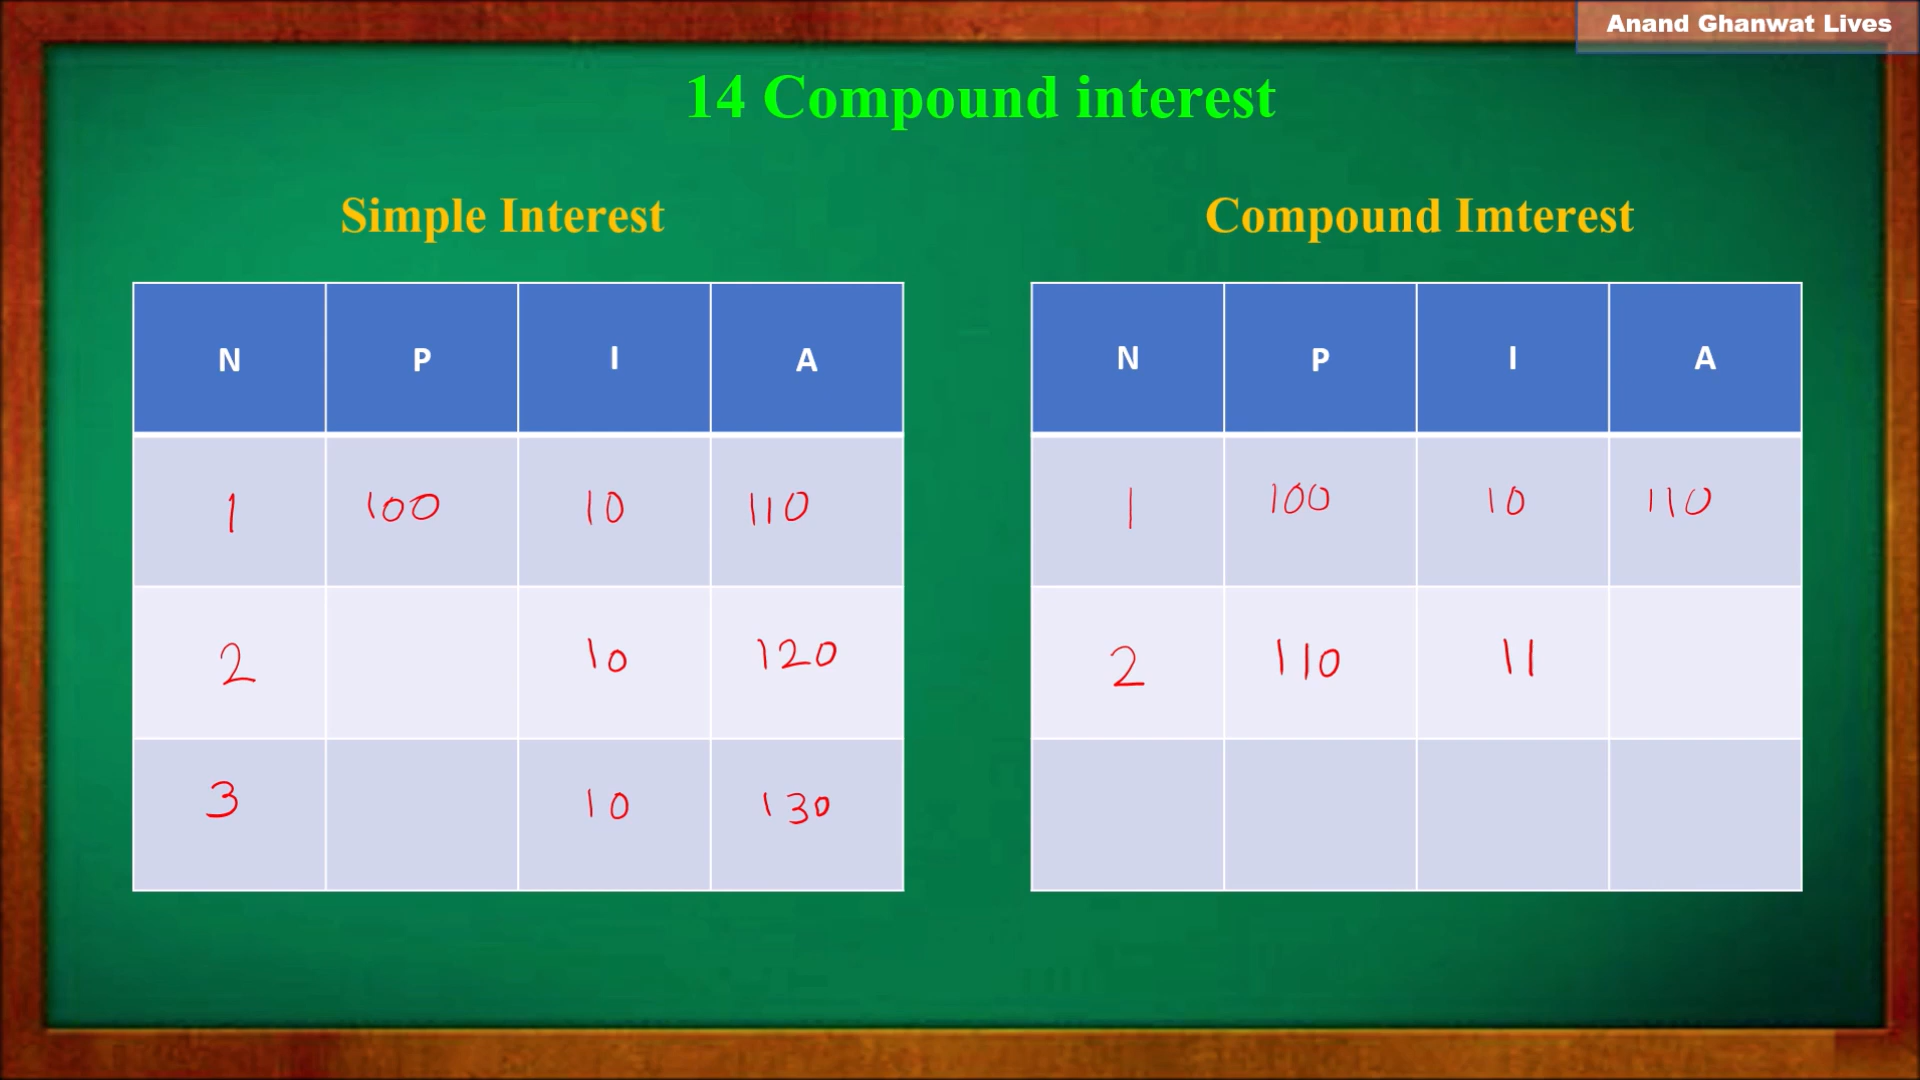 Anand Ghanwat Lives
14 Compound interest
Simple Interest
N P I A
1 100 10 110
2 10 120
3 10 130
Compound Imterest
N P I A
1 100 10 110
2 110 11